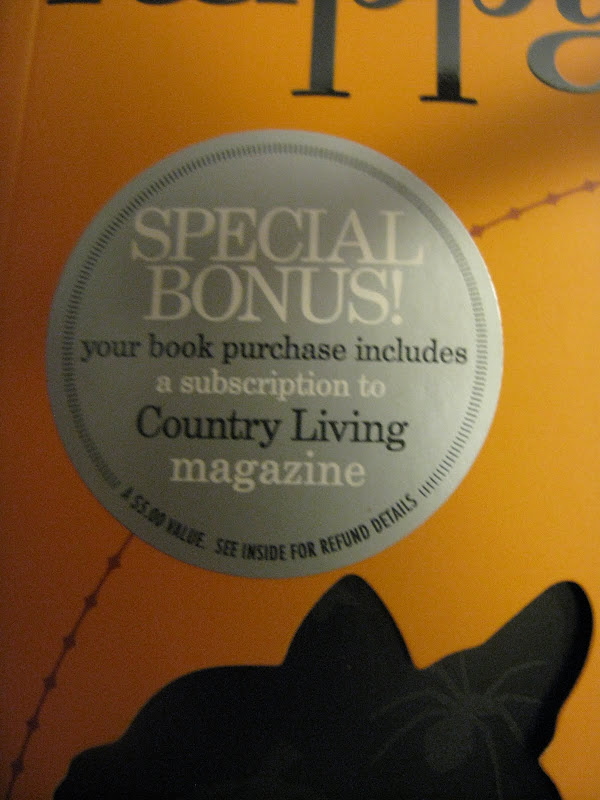 SPECIAL
BONUS!
your book purchase includes
a subscription to
Country Living
magazine
A $5.00 VALUE. SEE INSIDE FOR REFUND DETAILS